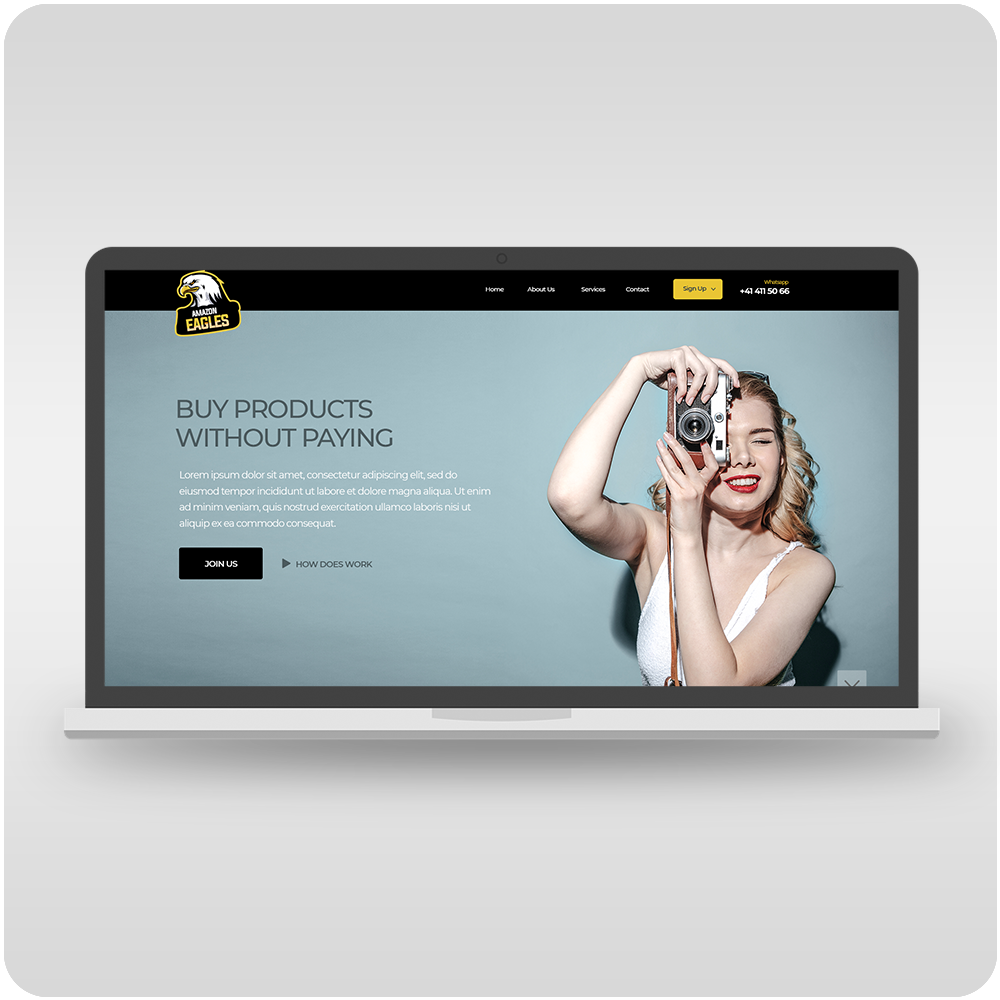 AMAZON
EAGLES
Home About Us Services Contact Sign Up
Whatsapp
+41 411 50 66
BUY PRODUCTS
WITHOUT PAYING
Lorem ipsum dolor sit amet, consectetur adipiscing elit, sed do
eiusmod tempor incididunt ut labore et dolore magna aliqua. Ut enim
ad minim veniam, quis nostrud exercitation ullamco laboris nisi ut
aliquip ex ea commodo consequat.
JOIN US
HOW DOES WORK